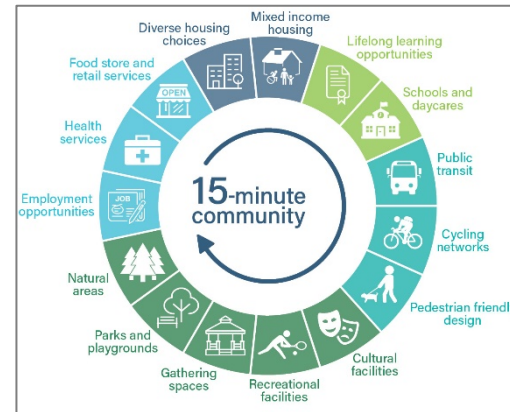 Diverse housing
choices
Mixed income
housing
Lifelong learning
opportunities
Schools and
daycares
Public
transit
Cycling
networks
Pedestrian friendly
design
Cultural
facilities
Recreational
facilities
Gathering
spaces
Parks and
playgrounds
Natural
areas
Employment
opportunities
Health
services
Food store and
retail services
OPEN
JOB
15-minute
community